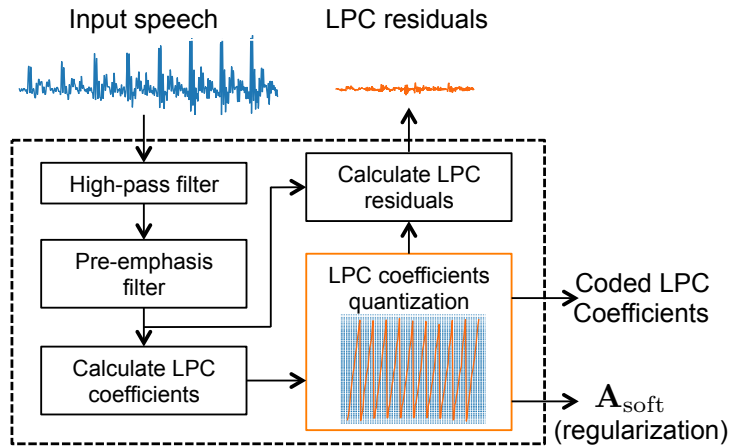 Input speech
LPC residuals
High-pass filter
Pre-emphasis
filter
Calculate LPC
coefficients
Calculate LPC
residuals
LPC coefficients
quantization
Coded LPC
Coefficients
A_soft
(regularization)